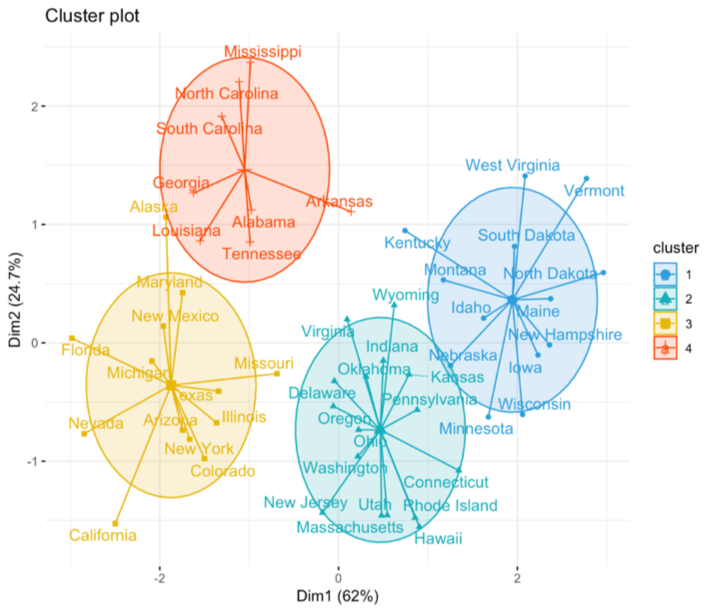 Cluster plot
Mississippi
North Carolina
South Carolina
Georgia
Arkansas
Alaska
Alabama
Louisiana
Tennessee
West Virginia
Vermont
Kentucky
South Dakota
Montana
North Dakota
Idaho
Maine
New Hampshire
Nebraska
Iowa
Wisconsin
Minnesota
Maryland
New Mexico
Florida
Michigan
Missouri
Texas
Nevada
Arizona
Illinois
New York
Colorado
California
Wyoming
Virginia
Indiana
Oklahoma
Kansas
Delaware
Pennsylvania
Oregon
Ohio
Washington
Connecticut
New Jersey
Utah
Rhode Island
Massachusetts
Hawaii
2
1
0
-1
-2
0
2
Dim1 (62%)
Dim2 (24.7%)
cluster
1
2
3
4